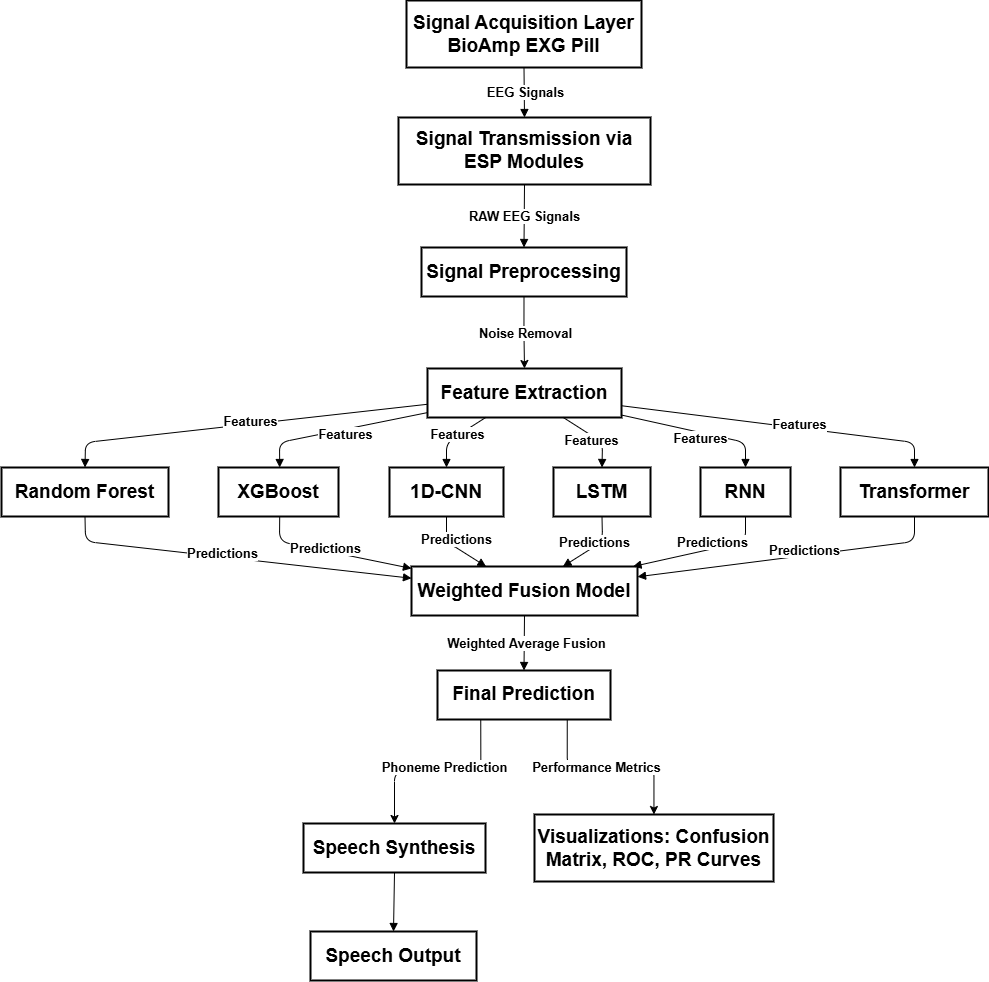 Signal Acquisition Layer
BioAmp EXG Pill
EEG Signals
Signal Transmission via
ESP Modules
RAW EEG Signals
Signal Preprocessing
Noise Removal
Feature Extraction
Features
Features
Features
Features
Features
Features
Random Forest
XGBoost
1D-CNN
LSTM
RNN
Transformer
Predictions
Predictions
Predictions
Predictions
Predictions
Predictions
Weighted Fusion Model
Weighted Average Fusion
Final Prediction
Phoneme Prediction
Performance Metrics
Speech Synthesis
Visualizations: Confusion
Matrix, ROC, PR Curves
Speech Output